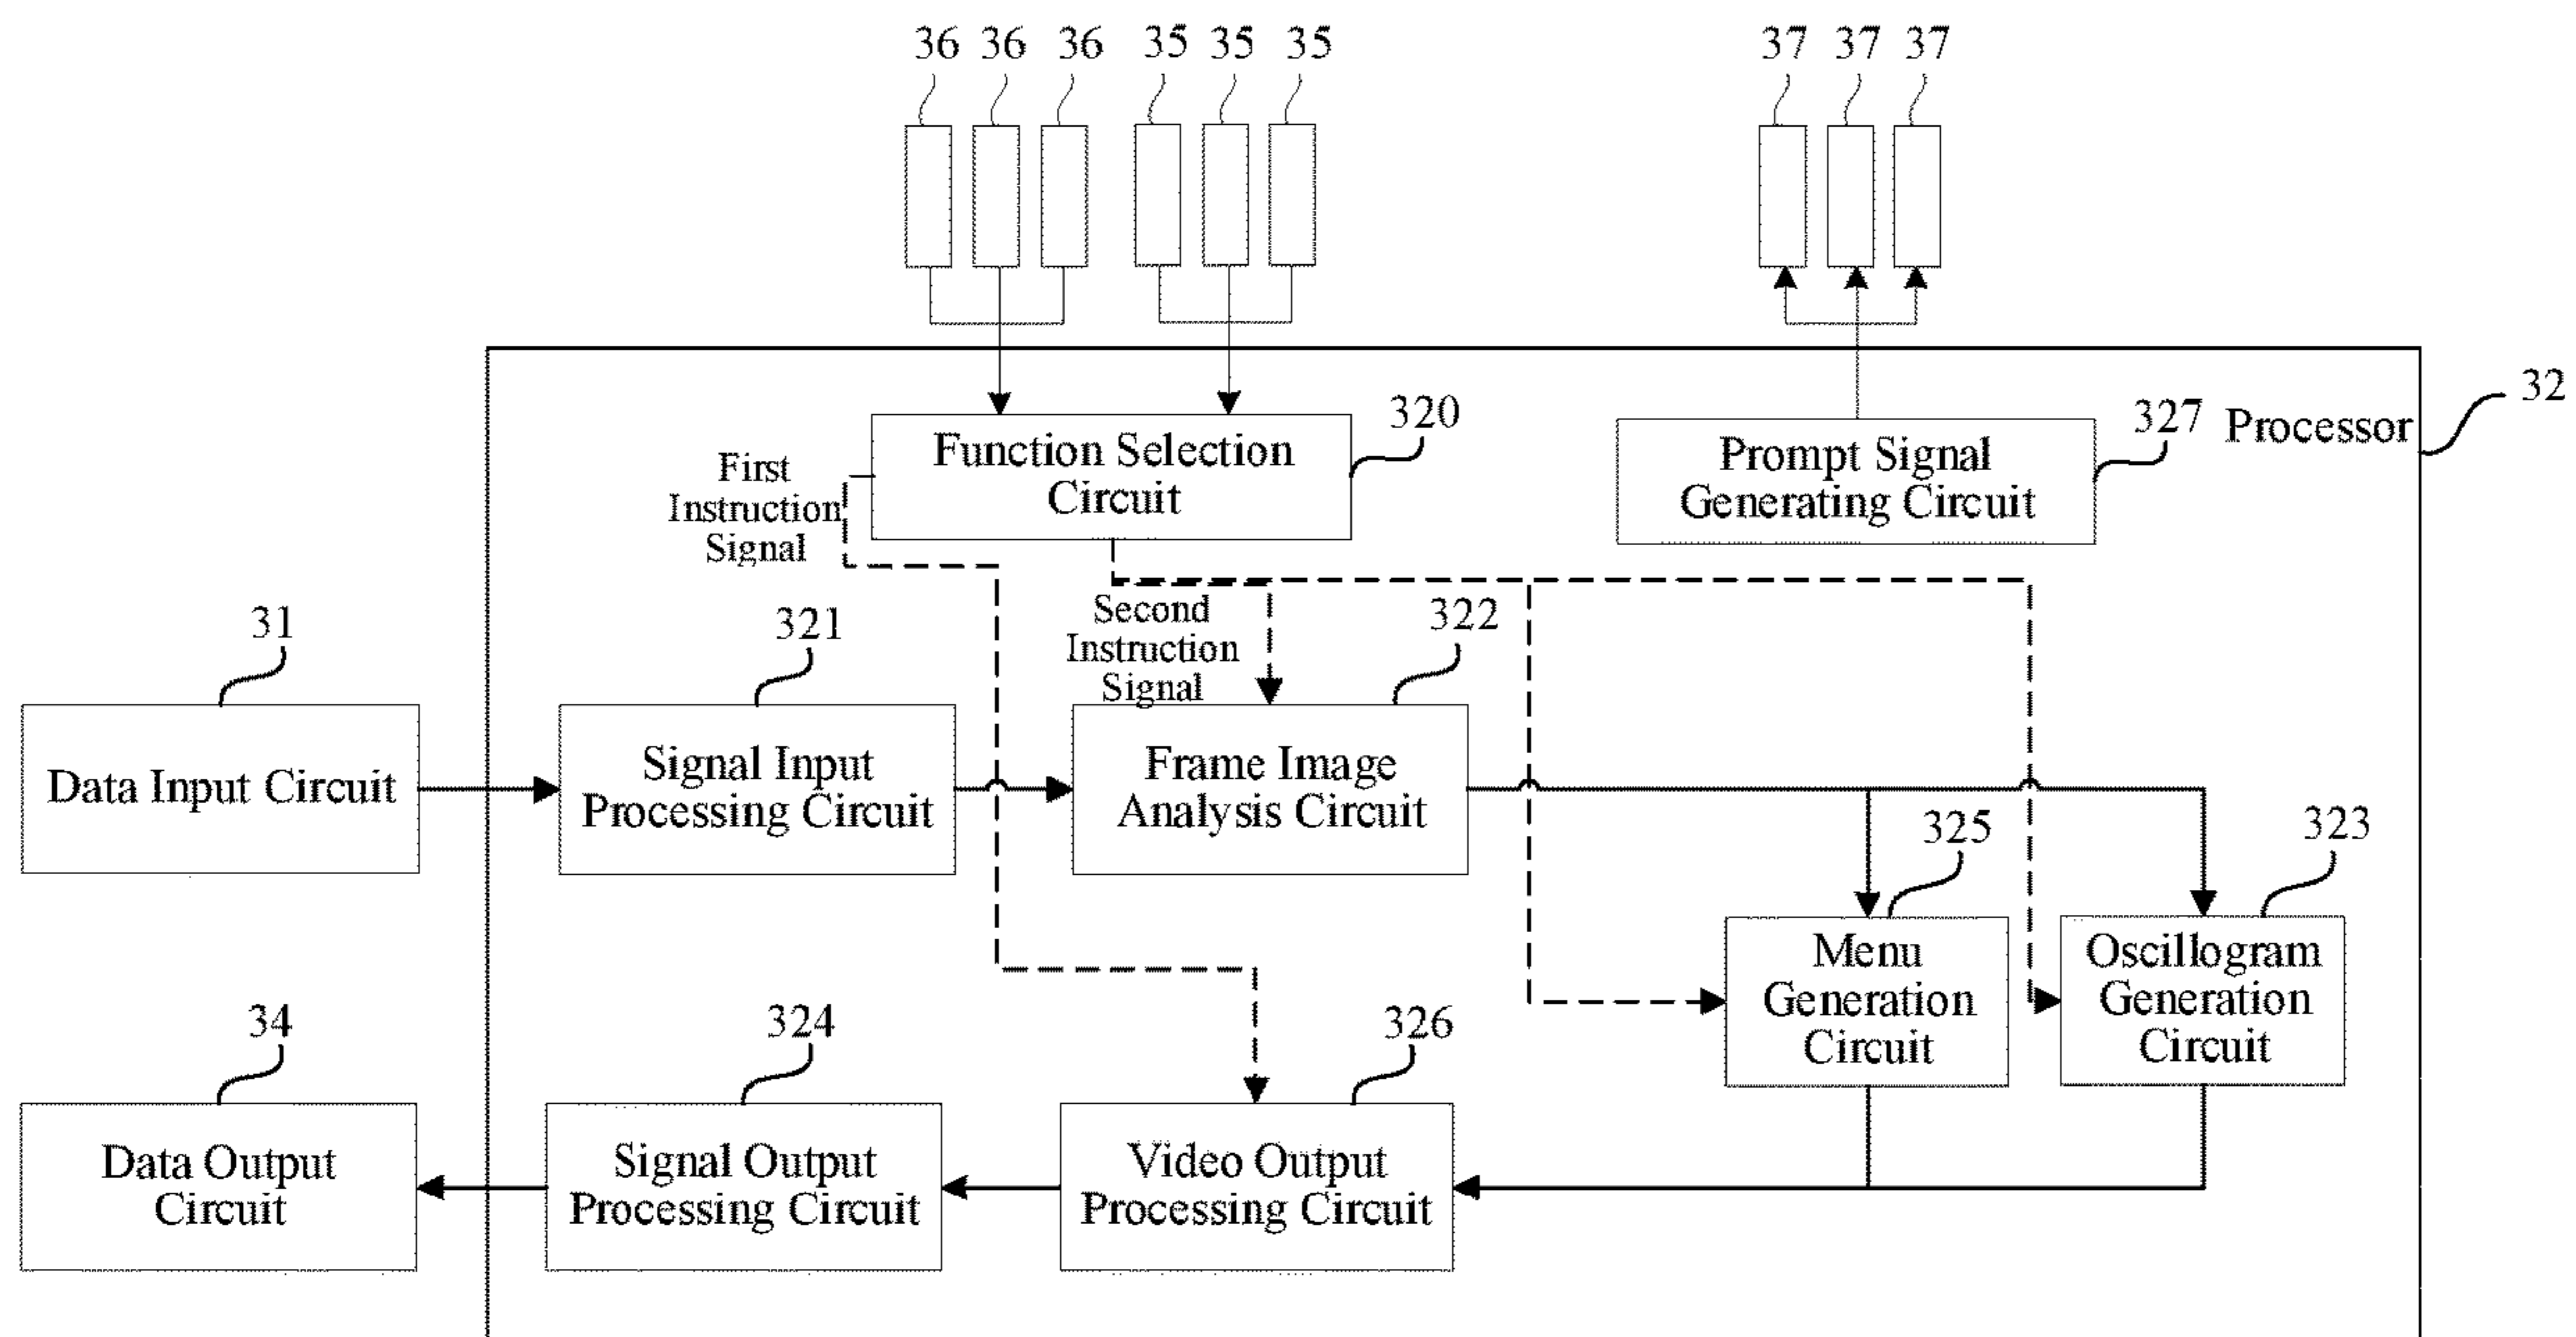 36 36 36 35 35 35 37 37 37
32
320
327
Processor
Function Selection
Circuit
Prompt Signal
Generating Circuit
First
Instruction
Signal
Second
Instruction
Signal
31
321
322
Data Input Circuit
Signal Input
Processing Circuit
Frame Image
Analysis Circuit
325
323
Menu
Generation
Circuit
Oscillogram
Generation
Circuit
34
324
326
Data Output
Circuit
Signal Output
Processing Circuit
Video Output
Processing Circuit